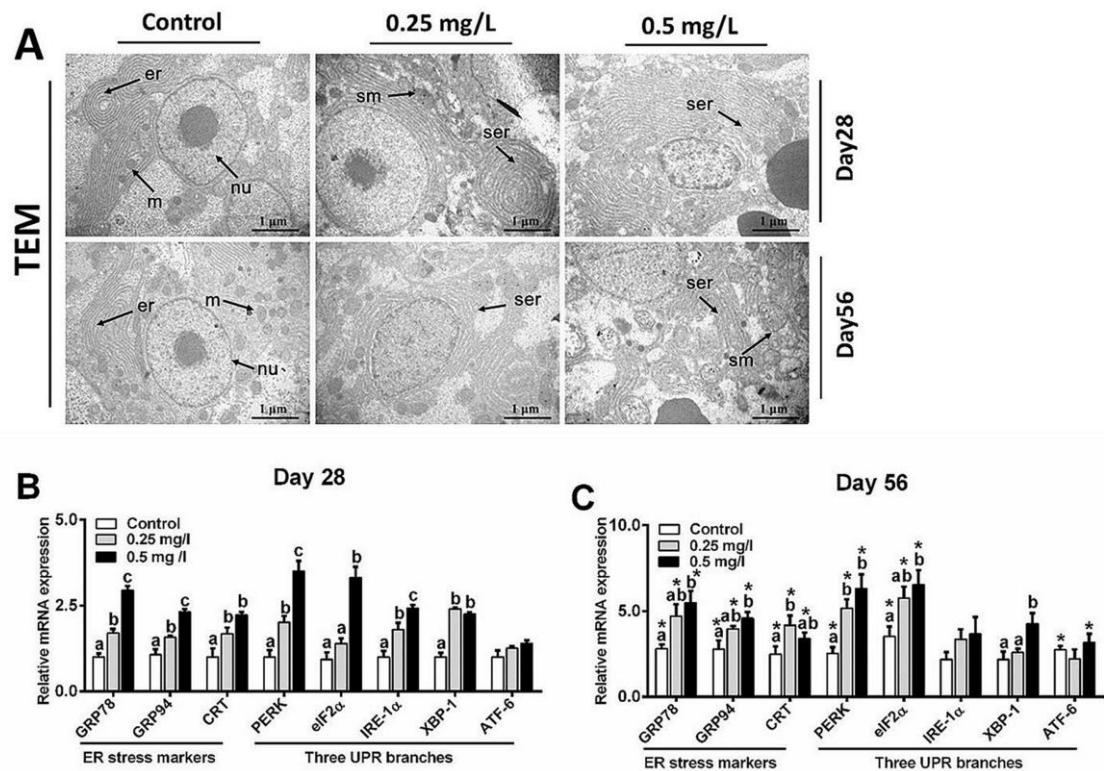 A
Control
0.25 mg/L
0.5 mg/L
TEM
er
m
nu
1 μm
sm
ser
1 μm
ser
1 μm
Day28
er
m
nu
1 μm
ser
1 μm
ser
sm
1 μm
Day56
B
Day 28
Relative mRNA expression
5.0
2.5
0.0
Control
0.25 mg/l
0.5 mg /l
a b c
a b c
a b b
a b c
a a b
a b c
a b b
GRP78
GRP94
CRT
PERK
eIF2α
IRE-1α
XBP-1
ATF-6
ER stress markers
Three UPR branches
C
Day 56
Relative mRNA expression
10.0
5.0
0.0
Control
0.25 mg/l
0.5 mg/l
* a * ab * b
* a * ab * b
* a * b * ab
a * b * b
* a * ab * b
a a b
* *
GRP78
GRP94
CRT
PERK
eIF2α
IRE-1α
XBP-1
ATF-6
ER stress markers
Three UPR branches